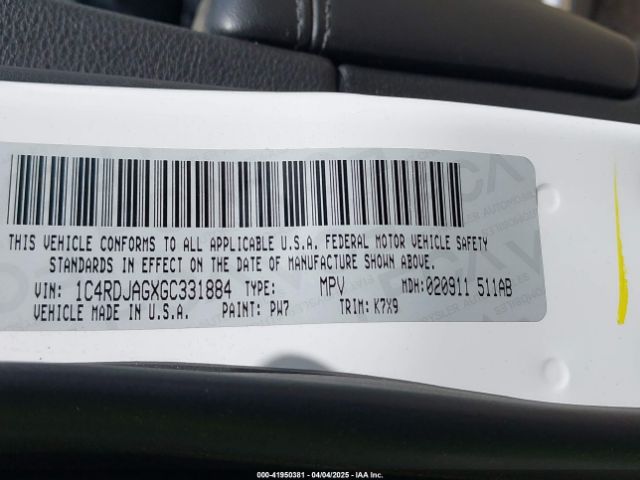 THIS VEHICLE CONFORMS TO ALL APPLICABLE U.S.A. FEDERAL MOTOR VEHICLE SAFETY
STANDARDS IN EFFECT ON THE DATE OF MANUFACTURE SHOWN ABOVE.
VIN: 1C4RDJAGXGC331884 TYPE: MPV MDH: 020911 511AB
VEHICLE MADE IN U.S.A. PAINT: PW7 TRIM: K7X9
000-41950381 - 04/04/2025 - IAA Inc.